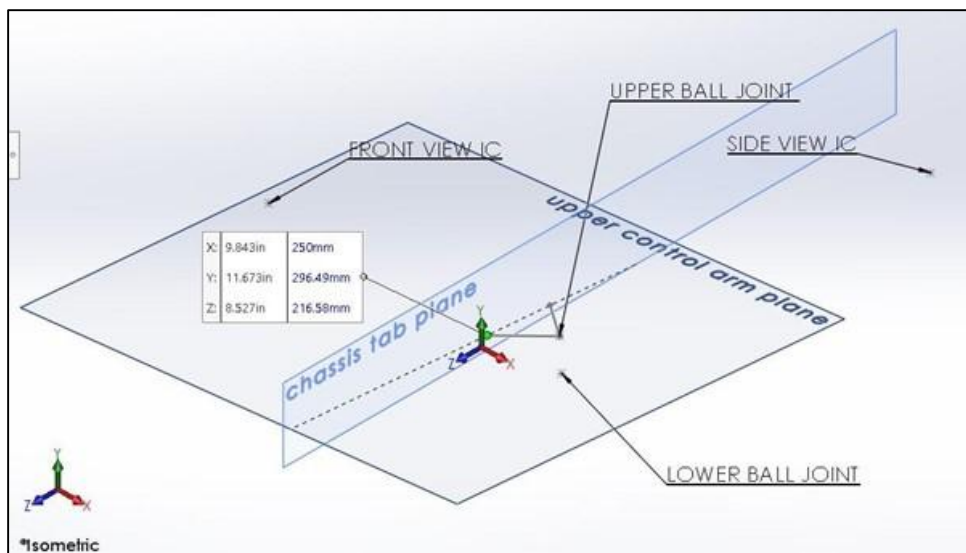 UPPER BALL JOINT
FRONT VIEW IC
SIDE VIEW IC
upper control arm plane
X: 9.843in 250mm
Y: 11.673in 296.49mm
Z: 8.527in 216.58mm
chassis tab plane
Y
Z
X
LOWER BALL JOINT
Y
Z
X
*Isometric